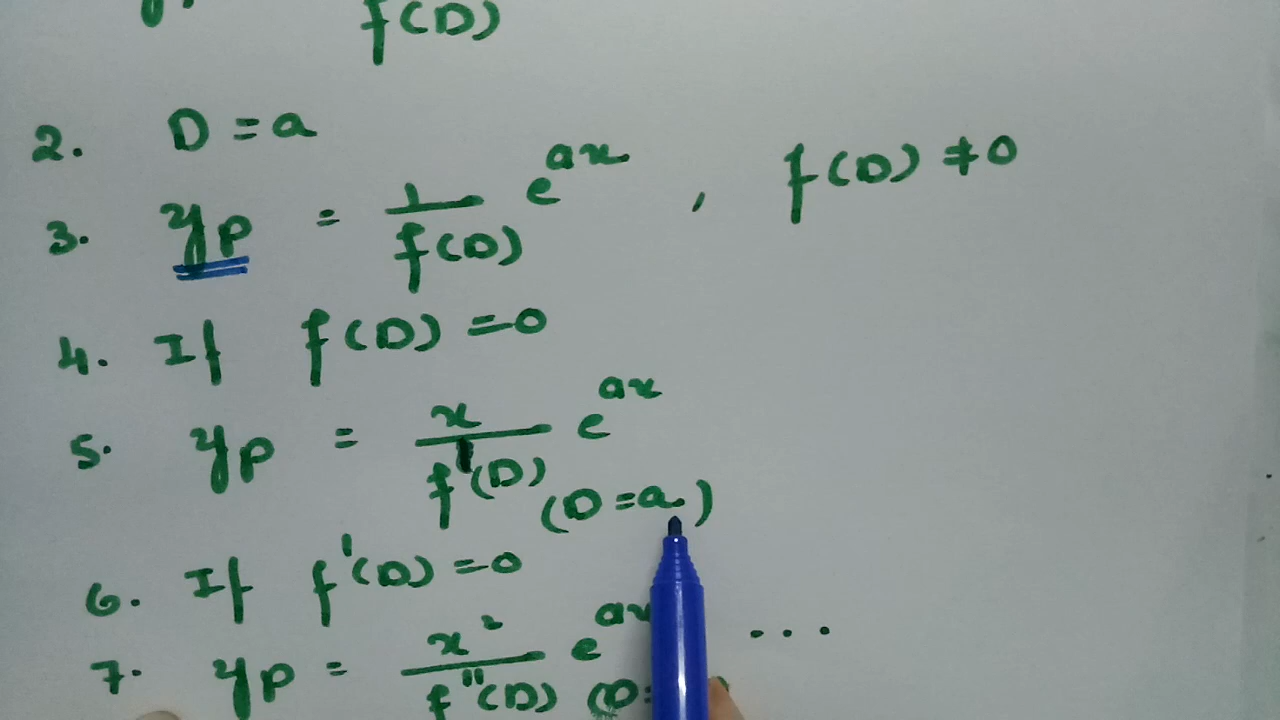 f(D)
2. D = a
3. yp = 1/f(D) e^ax , f(D) ≠ 0
4. If f(D) = 0
5. yp = x/f'(D) e^ax (D = a)
6. If f'(D) = 0
7. yp = x²/f''(D) e^ax (D= ...